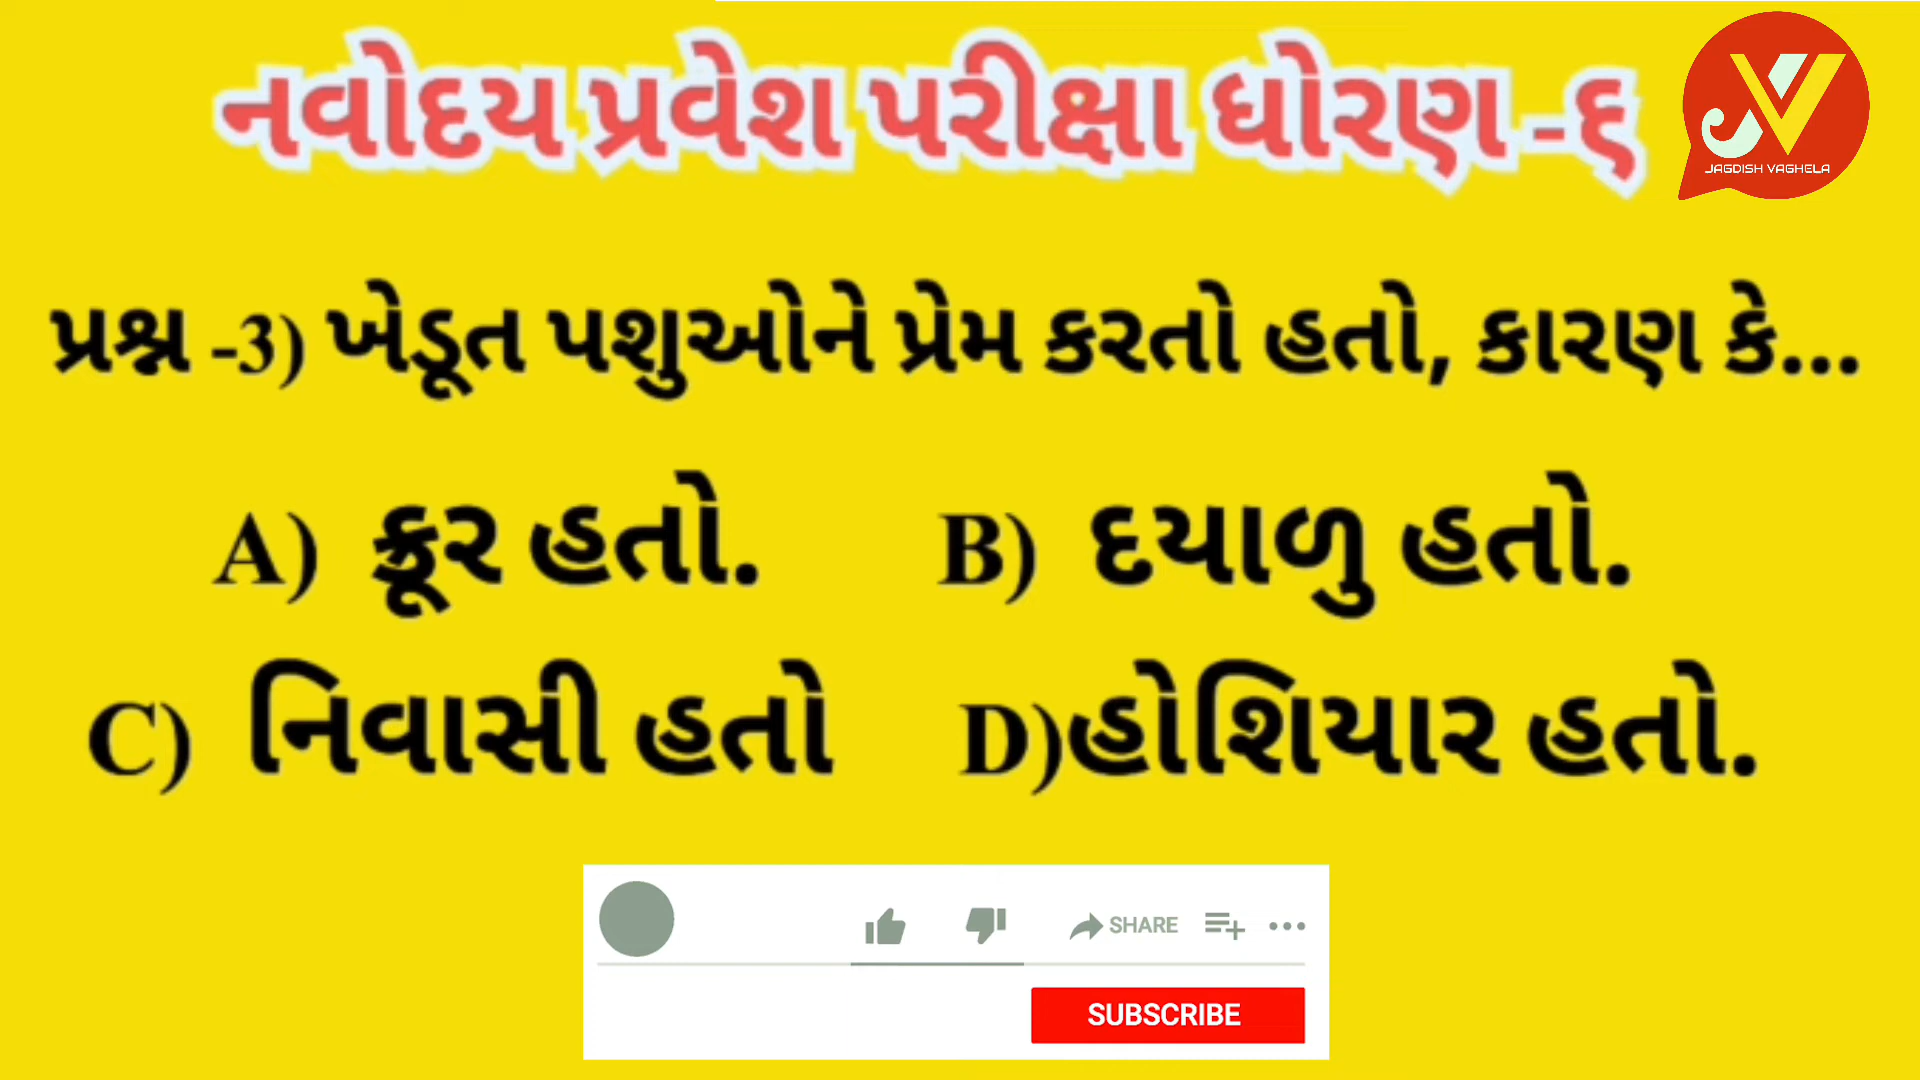 નવોદય પ્રવેશ પરીક્ષા ધોરણ -૬
JAGDISH VAGHELA
પ્રશ્ન -3) ખેડૂત પશુઓને પ્રેમ કરતો હતો, કારણ કે...
A) ક્રૂર હતો. B) દયાળુ હતો.
C) નિવાસી હતો D)હોશિયાર હતો.
SHARE
SUBSCRIBE